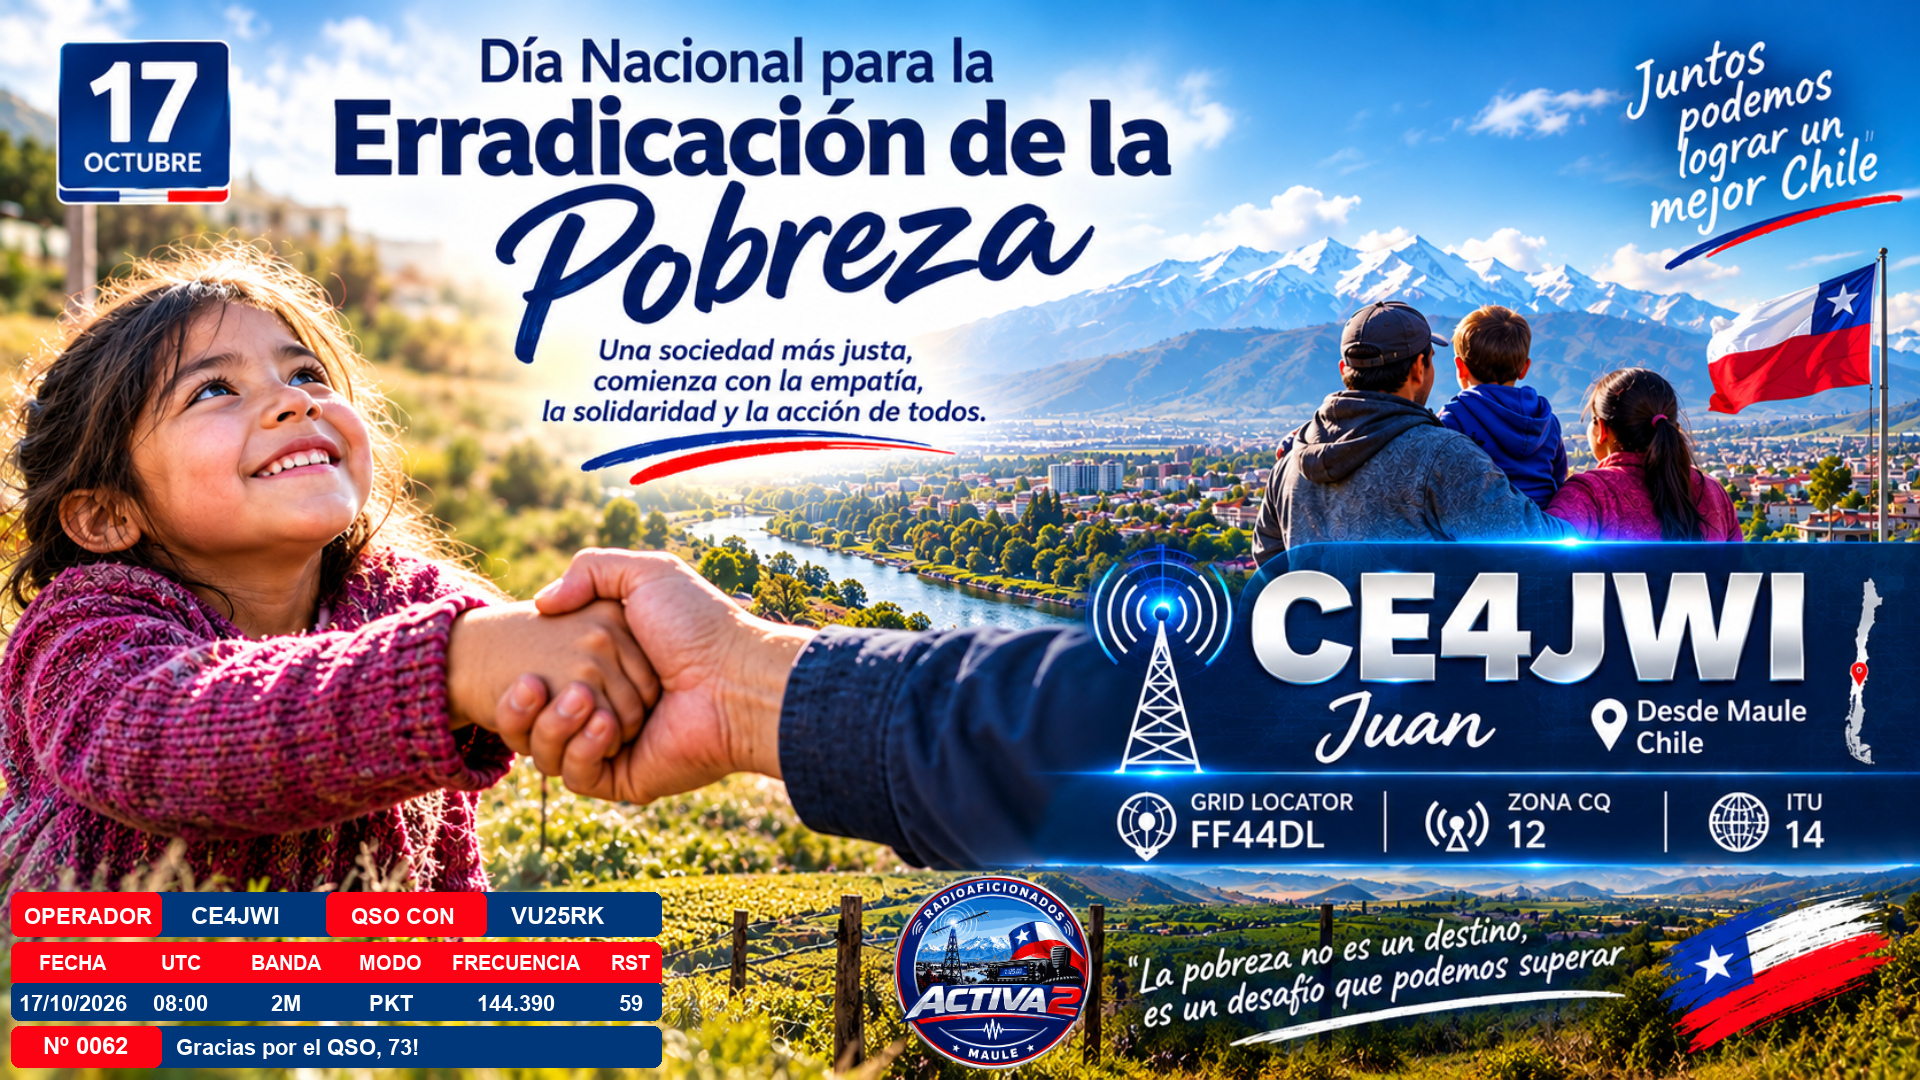 17
OCTUBRE
Día Nacional para la
Erradicación de la
Pobreza
Una sociedad más justa,
comienza con la empatía,
la solidaridad y la acción de todos.
Juntos
podemos
lograr un
mejor Chile"
CE4JWI
Juan
Desde Maule
Chile
GRID LOCATOR
FF44DL
ZONA CQ
12
ITU
14
OPERADOR CE4JWI QSO CON VU25RK
FECHA UTC BANDA MODO FRECUENCIA RST
17/10/2026 08:00 2M PKT 144.390 59
Nº 0062 Gracias por el QSO, 73!
RADIOAFICIONADOS
ACTIVA2
MAULE
"La pobreza no es un destino,
es un desafío que podemos superar